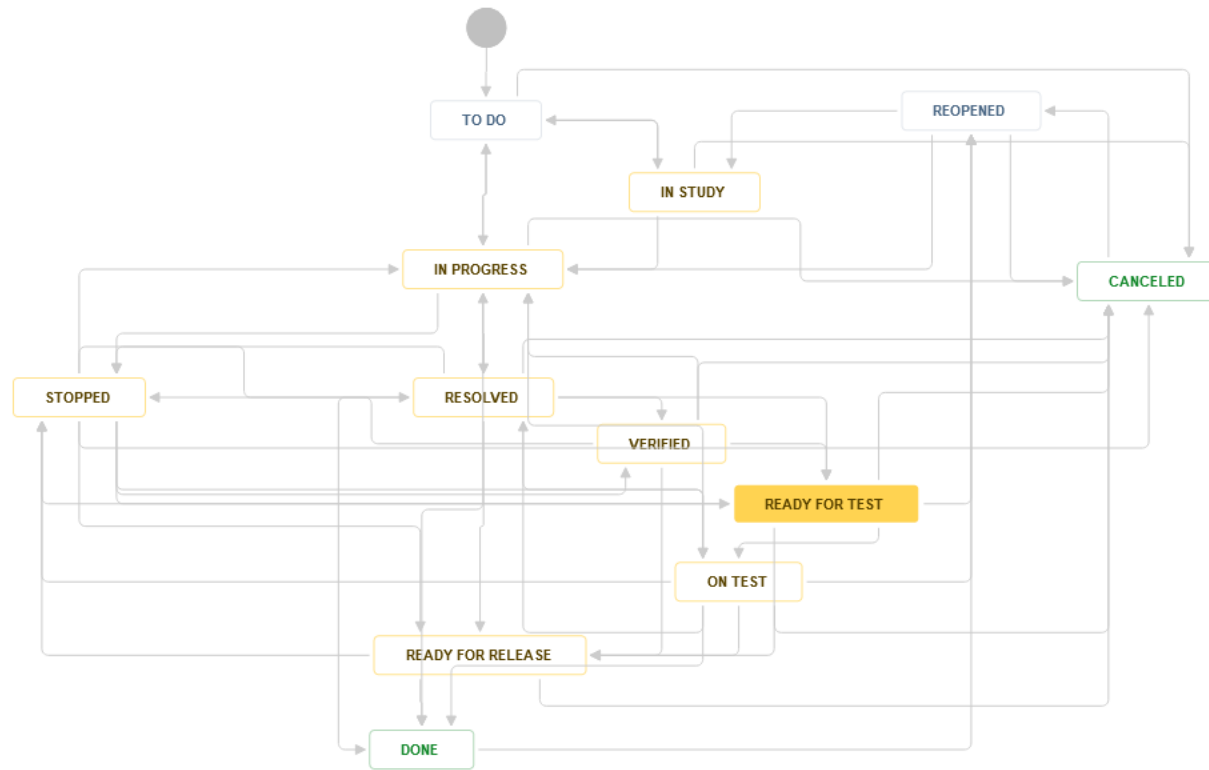 TO DO
REOPENED
IN STUDY
IN PROGRESS
CANCELED
STOPPED
RESOLVED
VERIFIED
READY FOR TEST
ON TEST
READY FOR RELEASE
DONE